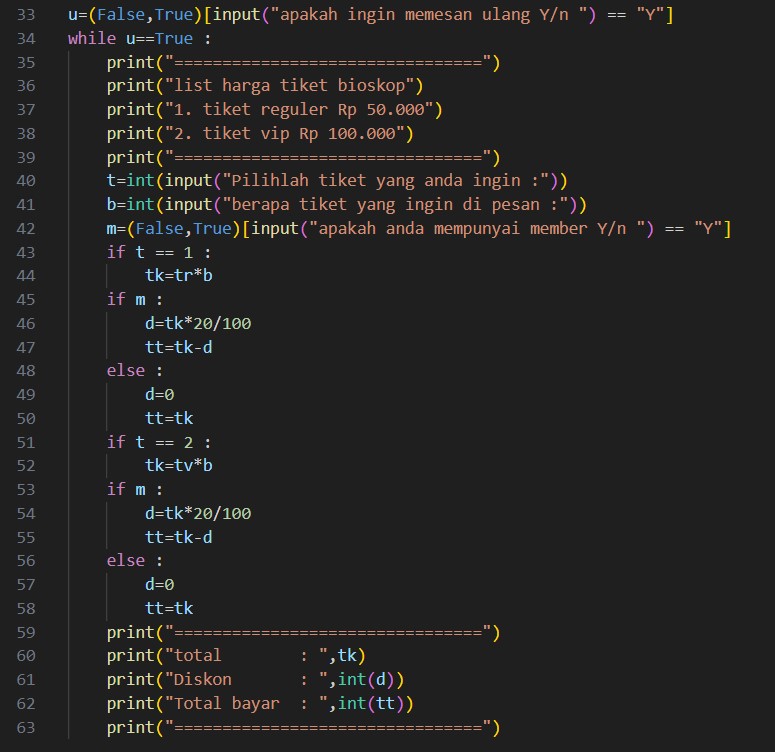 33 u=(False,True)[input("apakah ingin memesan ulang Y/n ") == "Y"]
34 while u==True :
35     print("================================")
36     print("list harga tiket bioskop")
37     print("1. tiket reguler Rp 50.000")
38     print("2. tiket vip Rp 100.000")
39     print("================================")
40     t=int(input("Pilihlah tiket yang anda ingin :"))
41     b=int(input("berapa tiket yang ingin di pesan :"))
42     m=(False,True)[input("apakah anda mempunyai member Y/n ") == "Y"]
43     if t == 1 :
44         tk=tr*b
45     if m :
46         d=tk*20/100
47         tt=tk-d
48     else :
49         d=0
50         tt=tk
51     if t == 2 :
52         tk=tv*b
53     if m :
54         d=tk*20/100
55         tt=tk-d
56     else :
57         d=0
58         tt=tk
59     print("================================")
60     print("total        : ",tk)
61     print("Diskon       : ",int(d))
62     print("Total bayar  : ",int(tt))
63     print("================================")